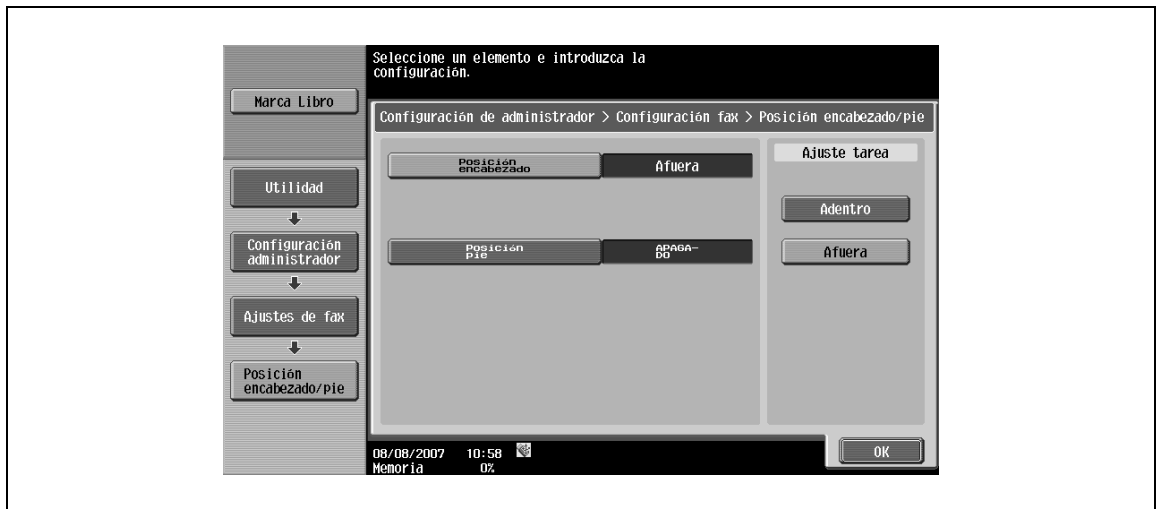 Seleccione un elemento e introduzca la
configuración.
Marca Libro
Configuración de administrador > Configuración fax > Posición encabezado/pie
Utilidad
Configuración
administrador
Ajustes de fax
Posición
encabezado/pie
Posición
encabezado
Afuera
Posición
pie
APAGA-
DO
Ajuste tarea
Adentro
Afuera
08/08/2007 10:58
Memoria 0%
OK